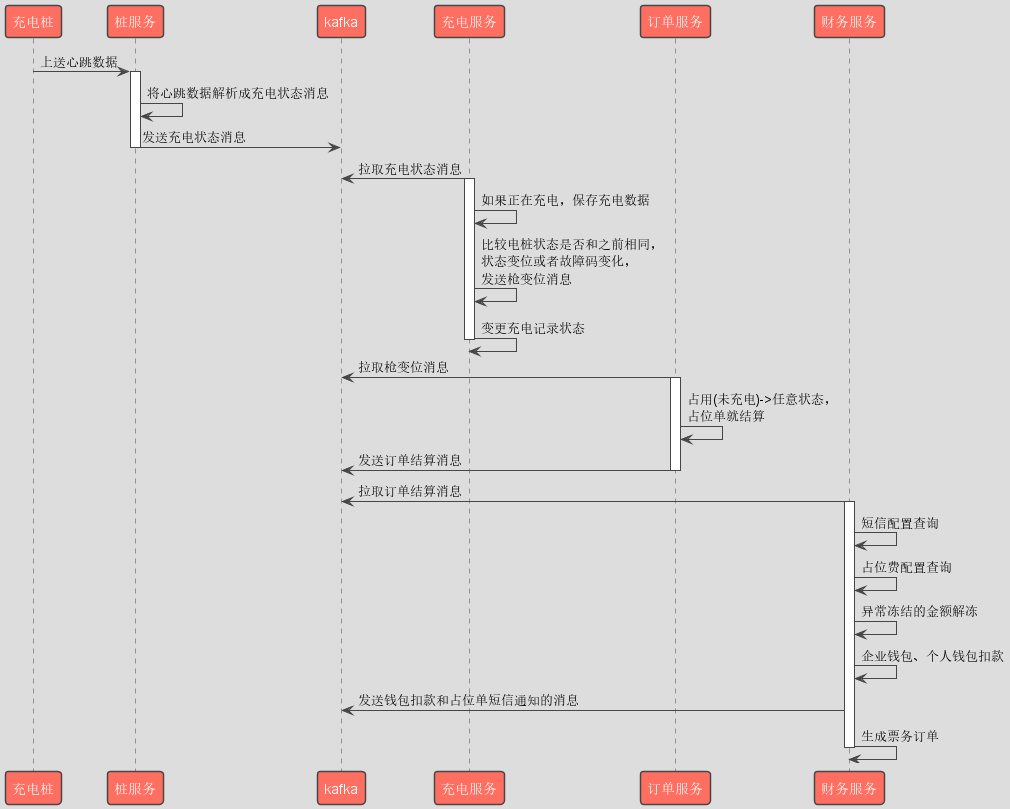 充电桩 桩服务 kafka 充电服务 订单服务 财务服务
上送心跳数据
将心跳数据解析成充电状态消息
发送充电状态消息
拉取充电状态消息
如果正在充电，保存充电数据
比较电桩状态是否和之前相同，
状态变位或者故障码变化，
发送枪变位消息
变更充电记录状态
拉取枪变位消息
占用(未充电)->任意状态，
占位单就结算
发送订单结算消息
拉取订单结算消息
短信配置查询
占位费配置查询
异常冻结的金额解冻
企业钱包、个人钱包扣款
发送钱包扣款和占位单短信通知的消息
生成票务订单
充电桩 桩服务 kafka 充电服务 订单服务 财务服务